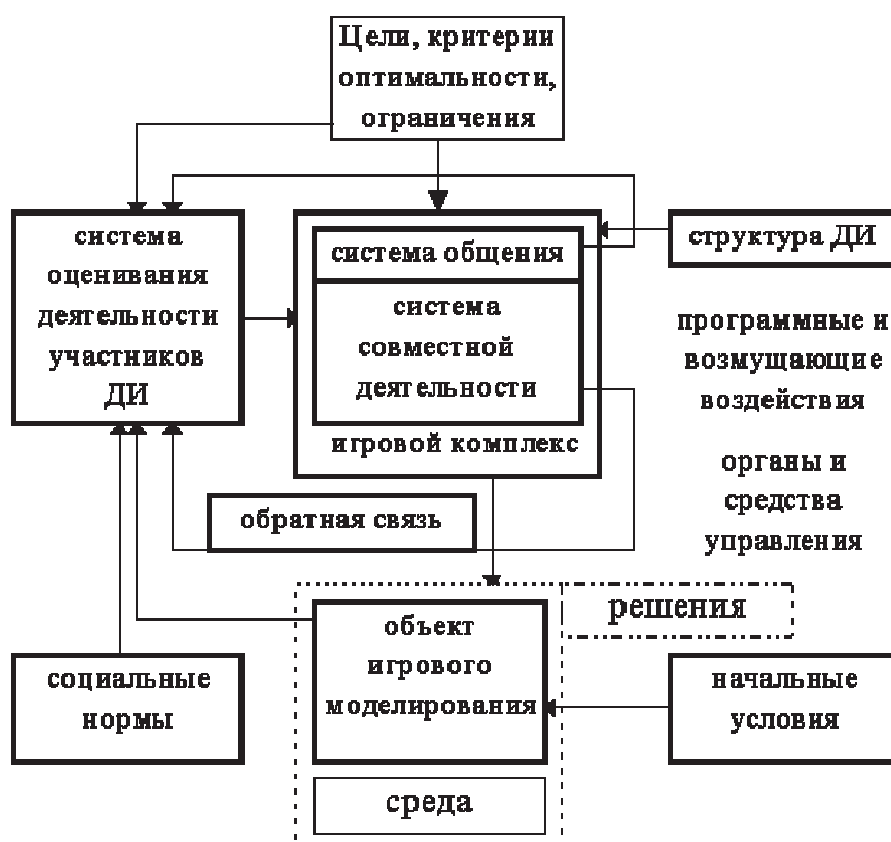 Цели, критерии
оптимальности,
ограничения
система
оценивания
деятельности
участников
ДИ
система общения
система
совместной
деятельности
игровой комплекс
структура ДИ
программные и
возмущающие
воздействия
органы и
средства
управления
обратная связь
решения
объект
игрового
моделирования
социальные
нормы
начальные
условия
среда